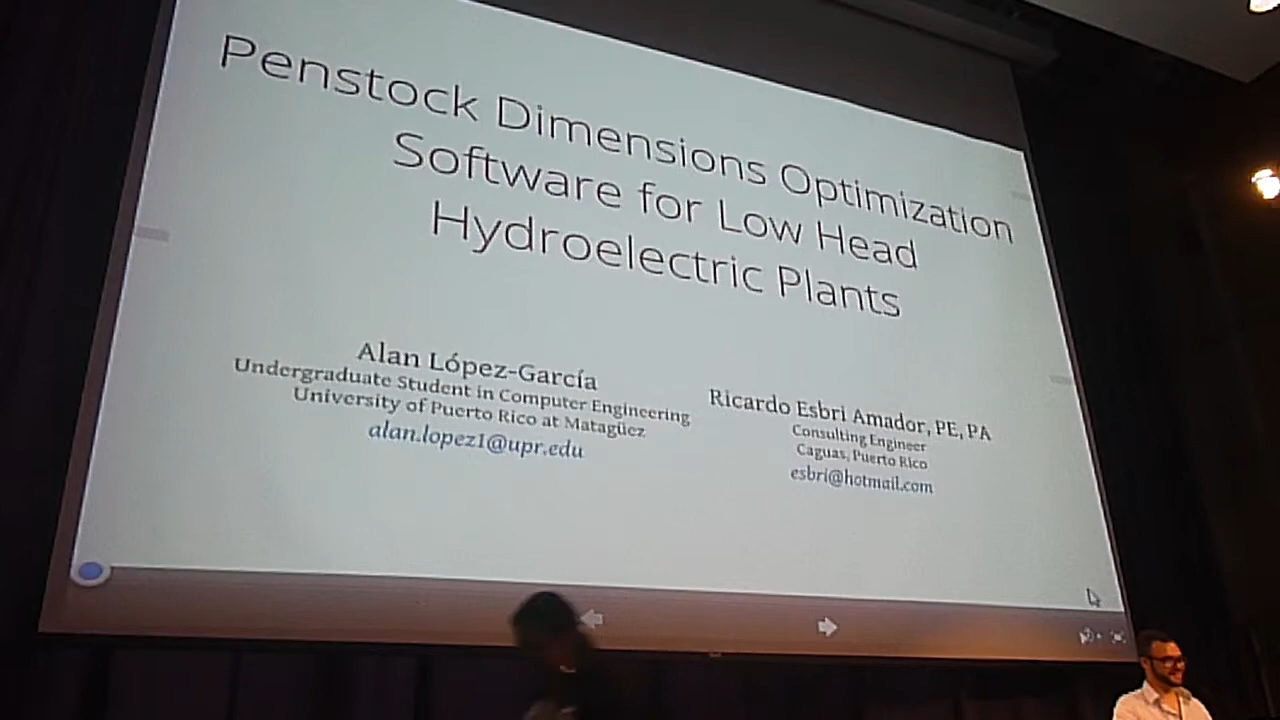 Penstock Dimensions Optimization
Software for Low Head
Hydroelectric Plants
Alan López-García
Undergraduate Student in Computer Engineering
University of Puerto Rico at Matagüez
alan.lopez1@upr.edu
Ricardo Esbri Amador, PE, PA
Consulting Engineer
Caguas, Puerto Rico
esbri@hotmail.com